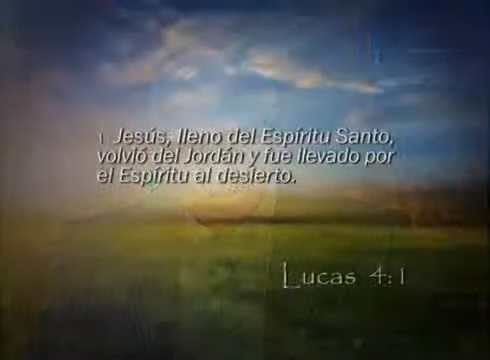 1 Jesús, lleno del Espíritu Santo,
volvió del Jordán y fue llevado por
el Espíritu al desierto.
Lucas 4:1